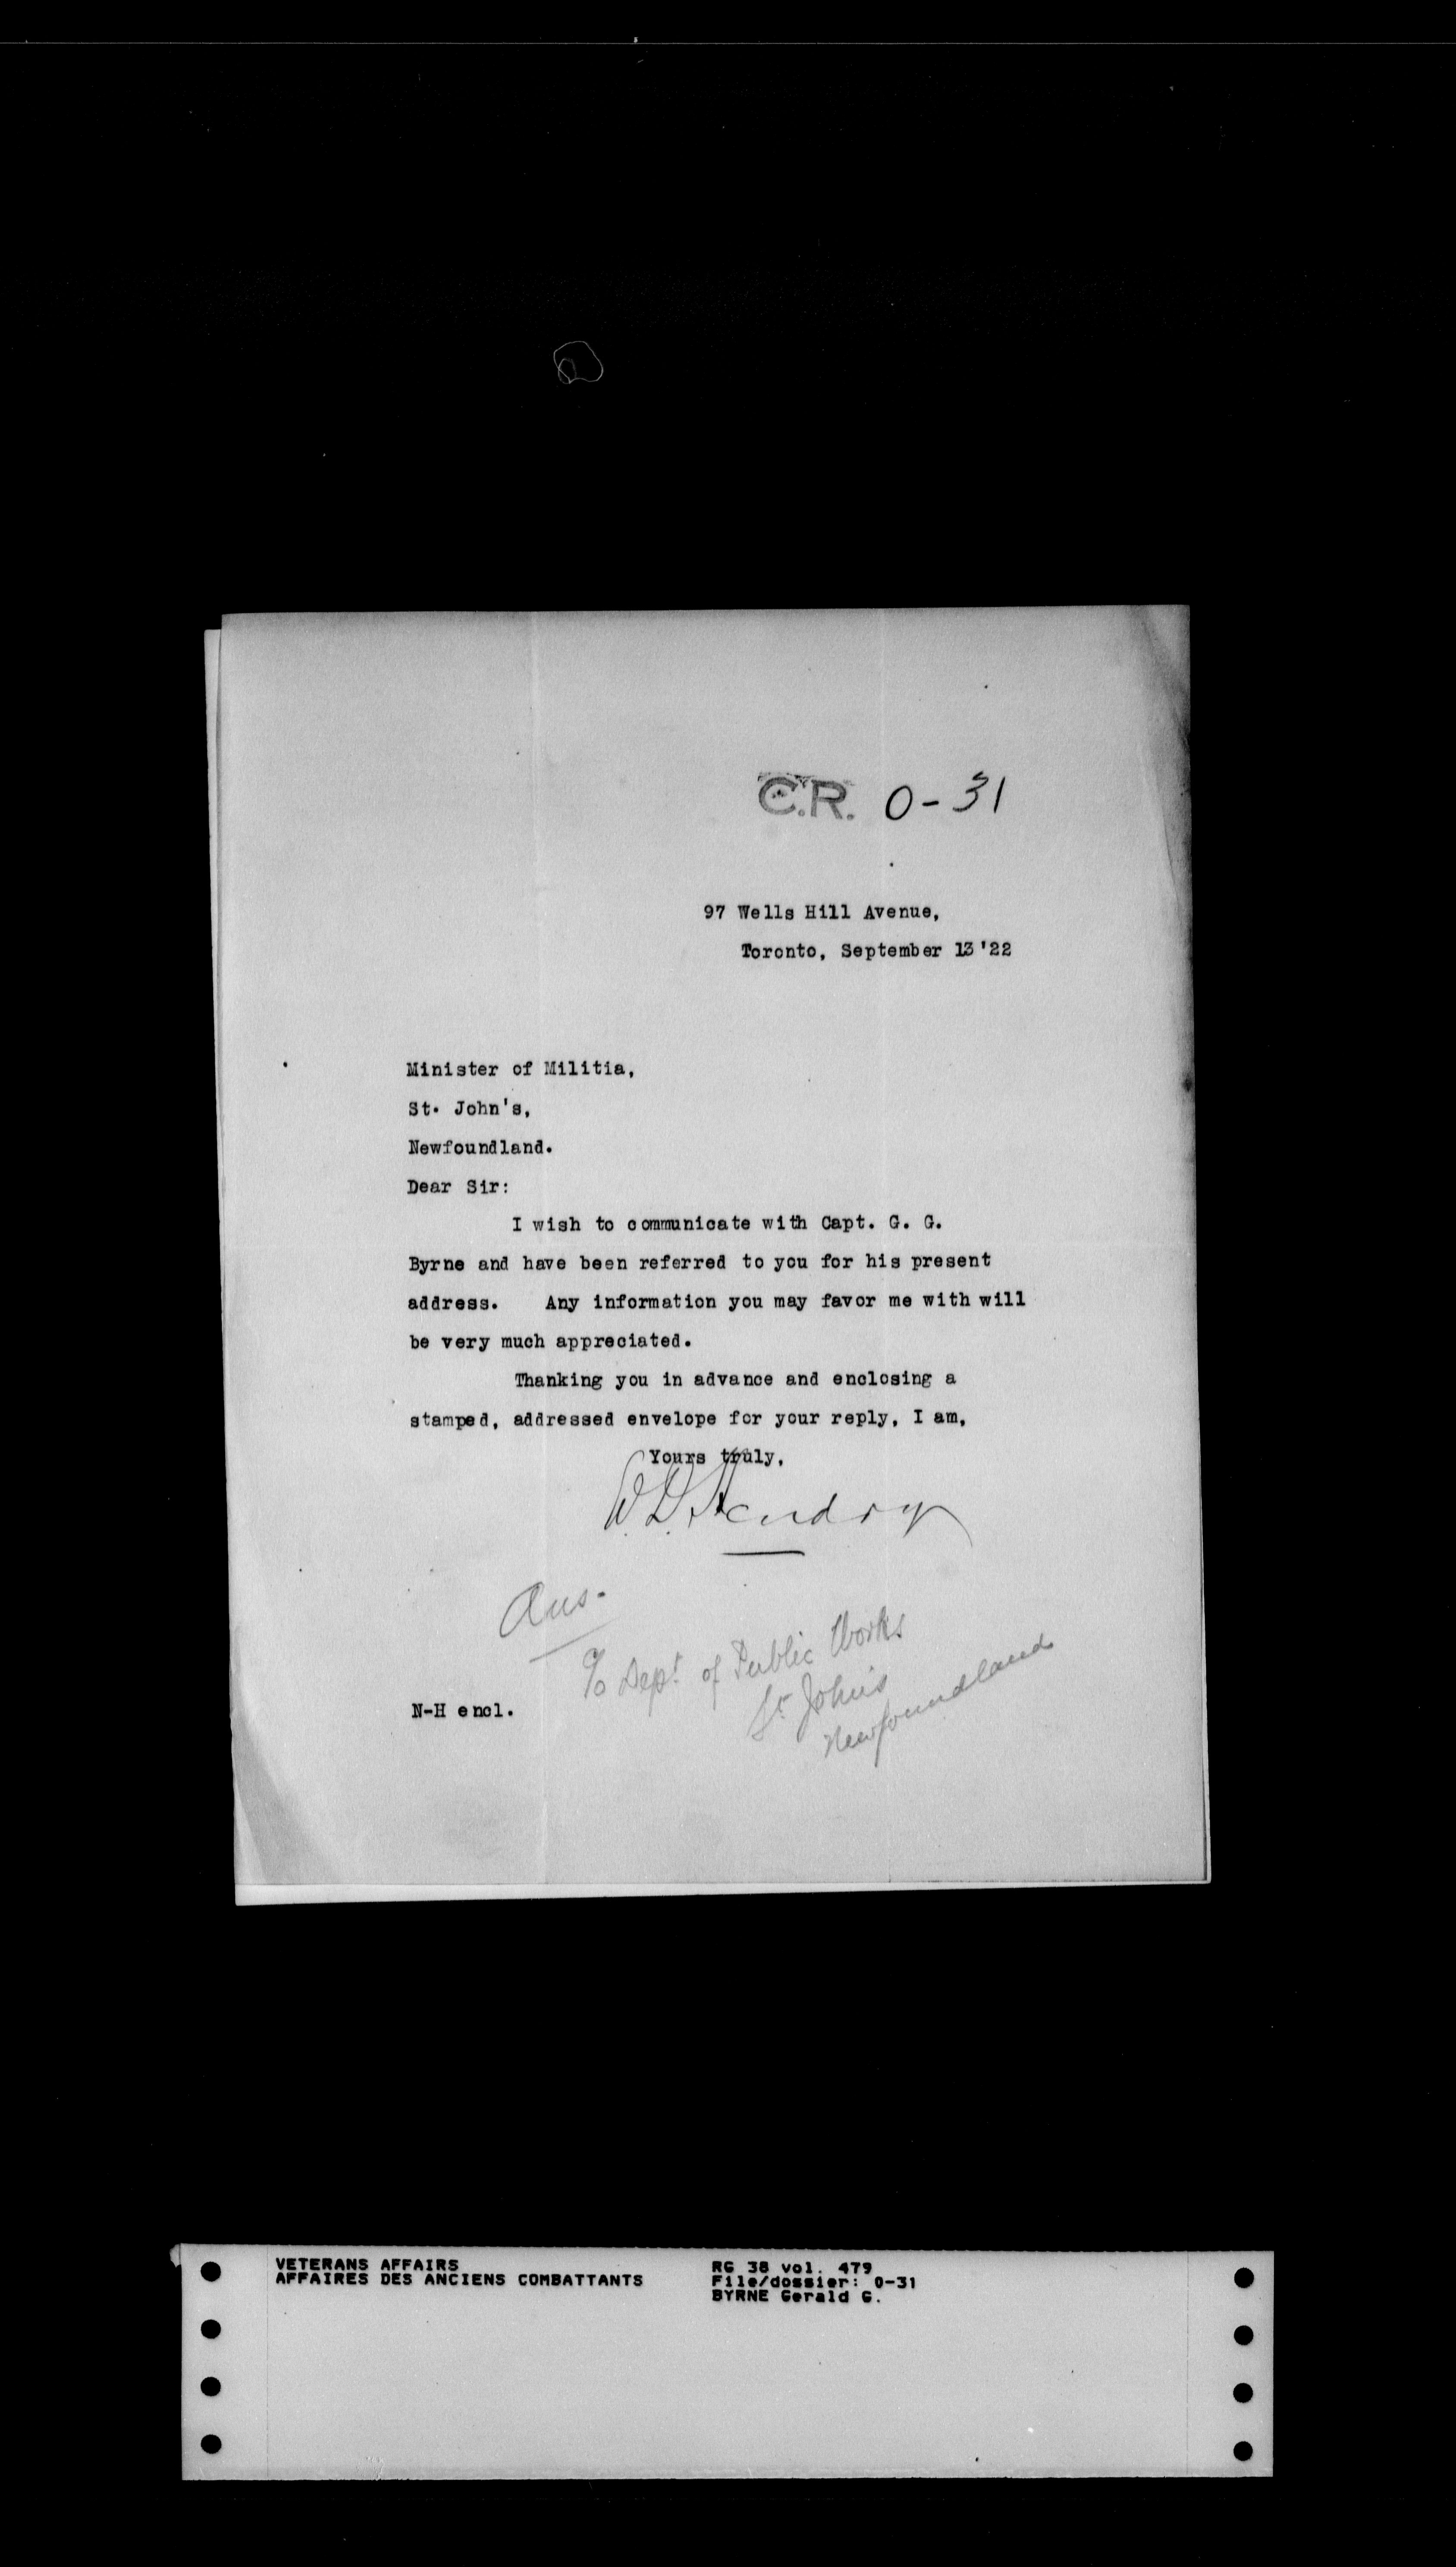 C.R. 0-31
97 Wells Hill Avenue,
Toronto, September 13 '22
Minister of Militia,
St. John's,
Newfoundland.
Dear Sir:
I wish to communicate with Capt. G. G.
Byrne and have been referred to you for his present
address. Any information you may favor me with will
be very much appreciated.
Thanking you in advance and enclosing a
stamped, addressed envelope for your reply, I am,
Yours truly,
W.D. Hendry
Ans.
c/o Dept of Public Works
St John's
Newfoundland
N-H encl.
VETERANS AFFAIRS
AFFAIRES DES ANCIENS COMBATTANTS
RG 38 vol. 479
File/dossier: 0-31
BYRNE Gerald G.